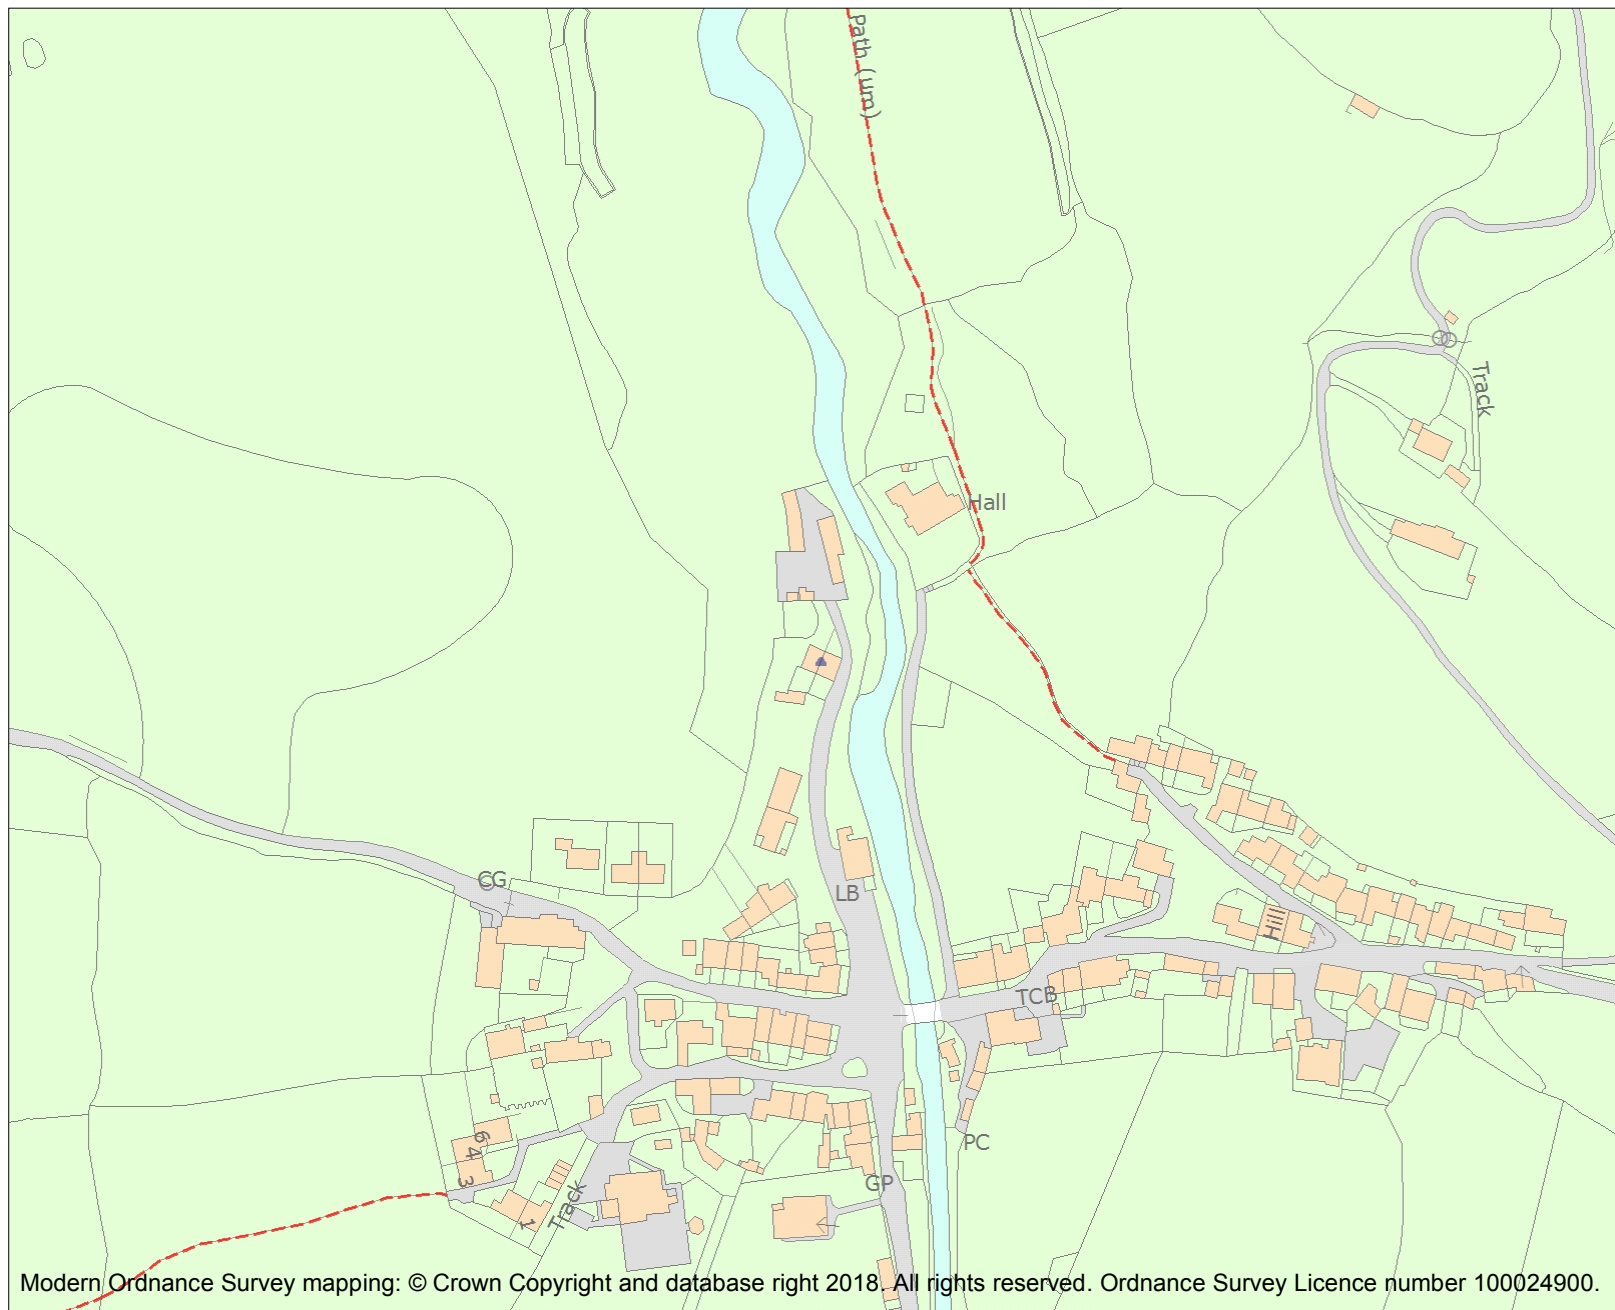 Path (um)
Track
Hall
CG
LB
Hill
TCB
PC
6
4
3
1
Track
GP
Modern Ordnance Survey mapping: © Crown Copyright and database right 2018. All rights reserved. Ordnance Survey Licence number 100024900.